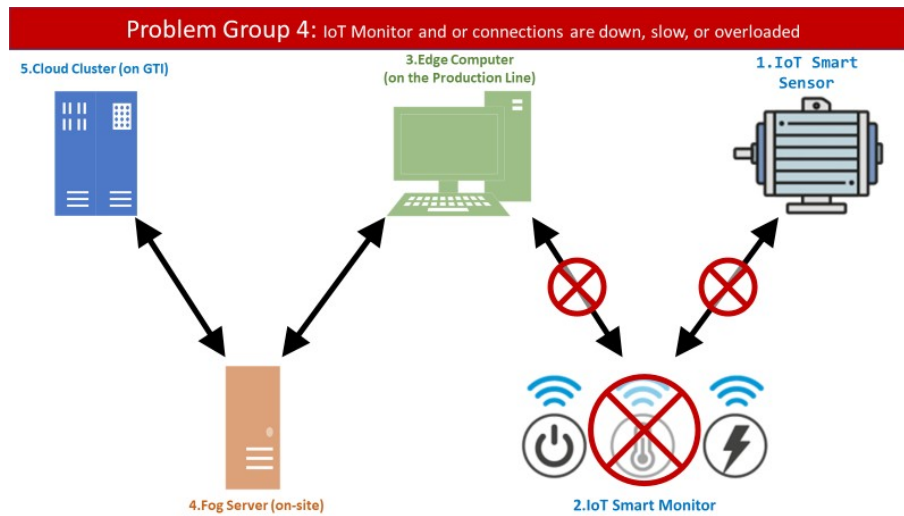 Problem Group 4: IoT Monitor and or connections are down, slow, or overloaded
5.Cloud Cluster (on GTI)
3.Edge Computer
(on the Production Line)
1.IoT Smart
Sensor
4.Fog Server (on-site)
2.IoT Smart Monitor